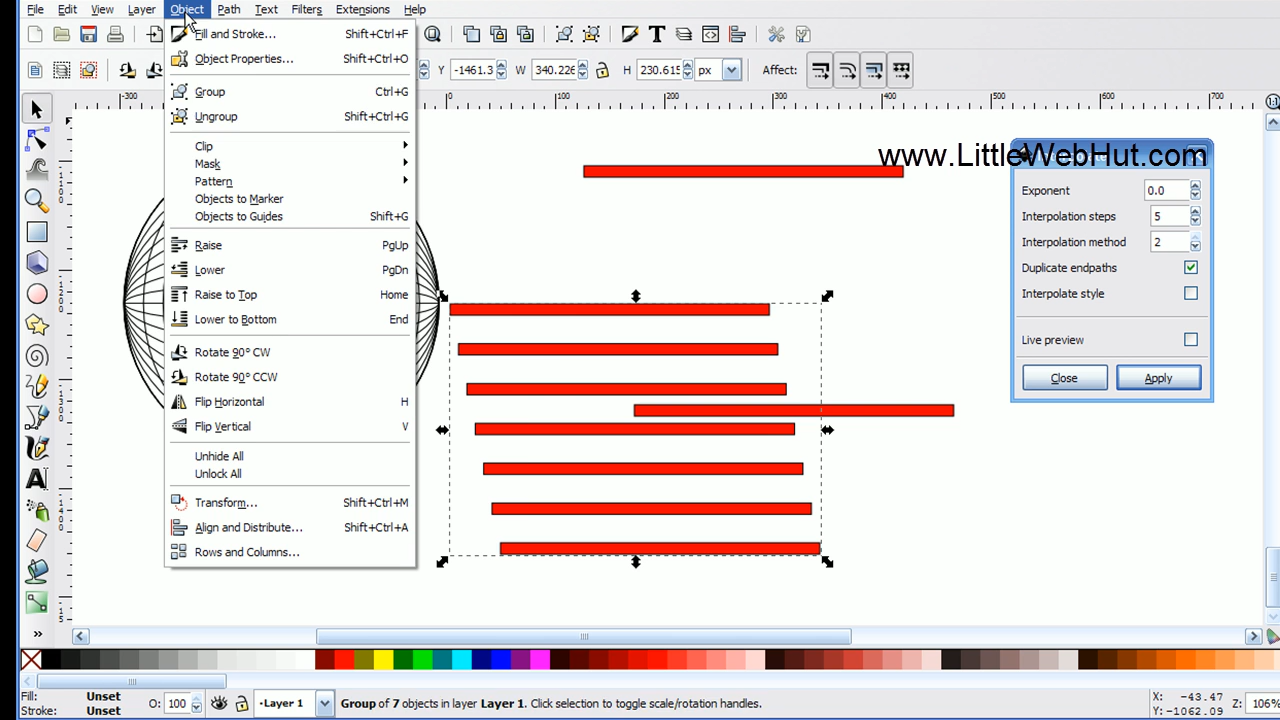 File Edit View Layer Object Path Text Filters Extensions Help
Y -1461.3 W 340.226 H 230.615 px Affect:
-300 0 100 200 300 400 500 600 700
Fill and Stroke... Shift+Ctrl+F
Object Properties... Shift+Ctrl+O
Group Ctrl+G
Ungroup Shift+Ctrl+G
Clip
Mask
Pattern
Objects to Marker
Objects to Guides Shift+G
Raise PgUp
Lower PgDn
Raise to Top Home
Lower to Bottom End
Rotate 90° CW
Rotate 90° CCW
Flip Horizontal H
Flip Vertical V
Unhide All
Unlock All
Transform... Shift+Ctrl+M
Align and Distribute... Shift+Ctrl+A
Rows and Columns...
www.LittleWebHut.com
Exponent 0.0
Interpolation steps 5
Interpolation method 2
Duplicate endpaths
Interpolate style
Live preview
Close Apply
Fill: Unset
Stroke: Unset
O: 100
Layer 1
Group of 7 objects in layer Layer 1. Click selection to toggle scale/rotation handles.
X: -43.47
Y: -1062.09
Z: 106%